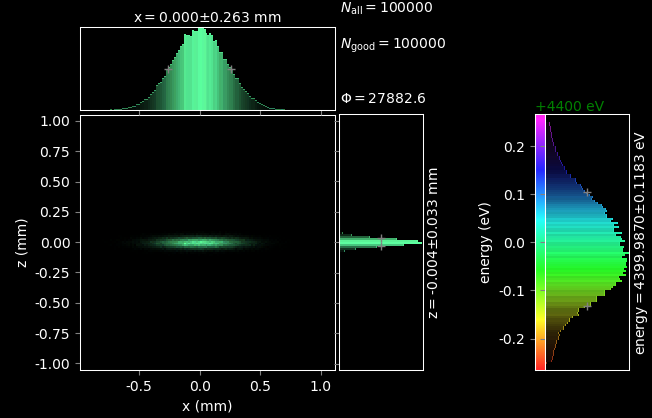 x = 0.000±0.263 mm
N_all = 100000
N_good = 100000
Φ = 27882.6
+4400 eV
1.00
0.75
0.50
0.25
0.00
-0.25
-0.50
-0.75
-1.00
z (mm)
-0.5
0.0
0.5
1.0
x (mm)
z = -0.004±0.033 mm
0.2
0.1
0.0
-0.1
-0.2
energy (eV)
energy = 4399.9870±0.1183 eV